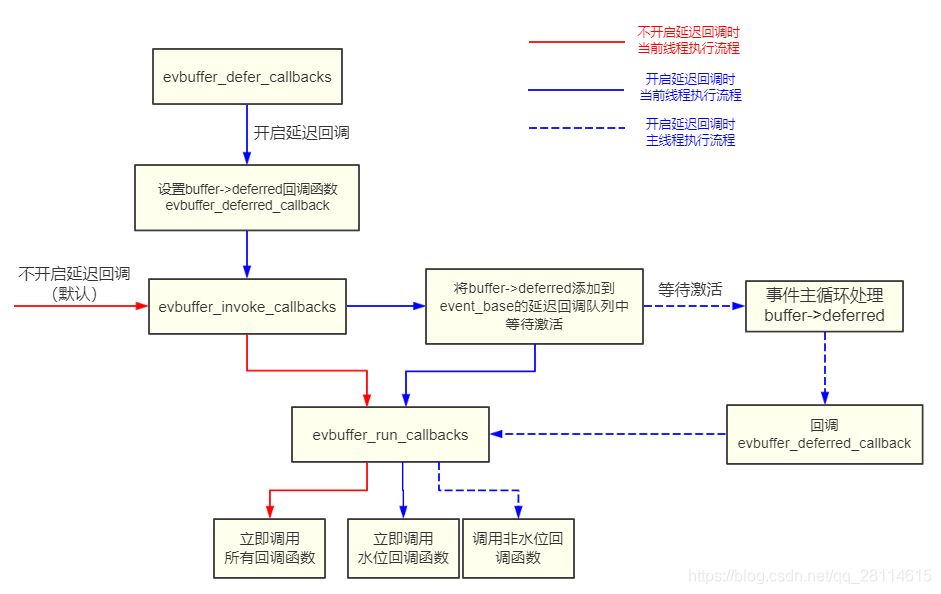 不开启延迟回调时
当前线程执行流程
evbuffer_defer_callbacks
开启延迟回调时
当前线程执行流程
开启延迟回调
开启延迟回调时
主线程执行流程
设置buffer->deferred回调函数
evbuffer_deferred_callback
不开启延迟回调
（默认）
evbuffer_invoke_callbacks
将buffer->deferred添加到
event_base的延迟回调队列中
等待激活
等待激活
事件主循环处理
buffer->deferred
evbuffer_run_callbacks
回调
evbuffer_deferred_callback
立即调用
所有回调函数
立即调用
水位回调函数
调用非水位回
调函数
https://blog.csdn.net/qq_28114615